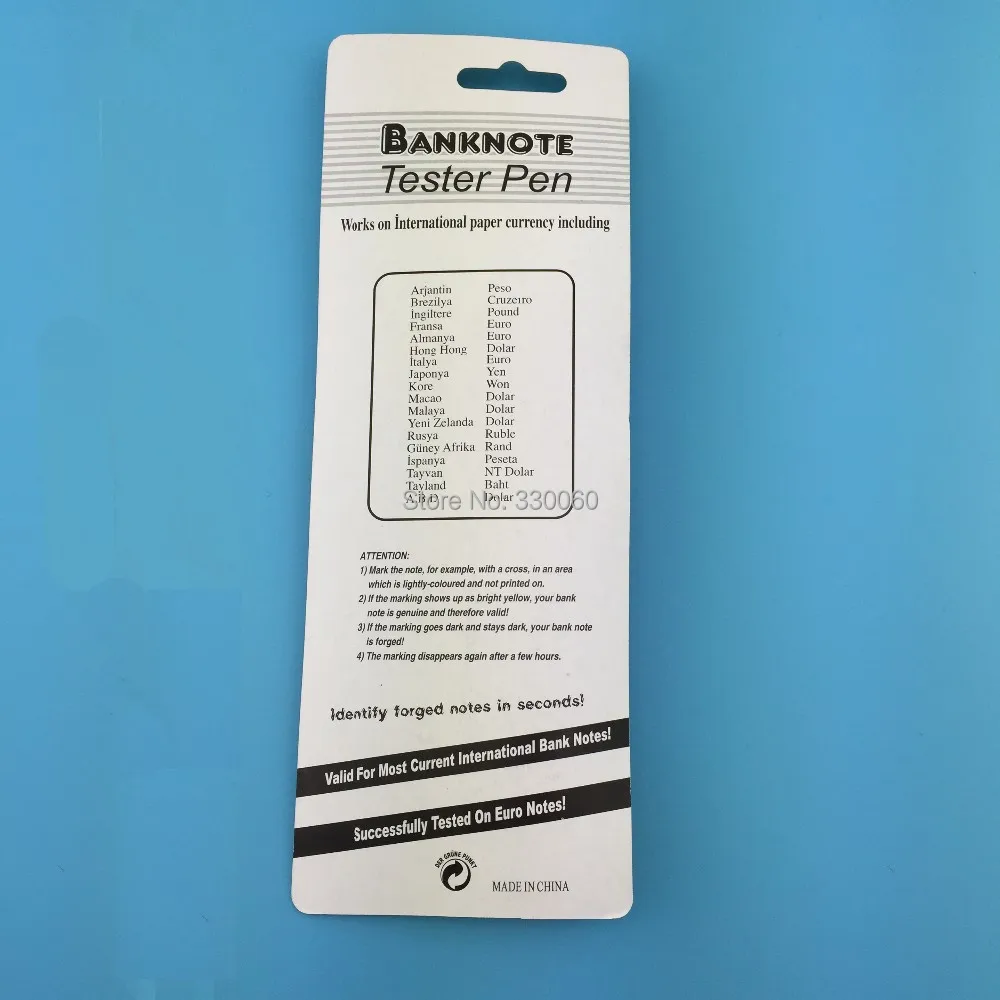 BANKNOTE
Tester Pen
Works on İnternational paper currency including
Arjantin Peso
Brezilya Cruzeıro
İngiltere Pound
Fransa Euro
Almanya Euro
Hong Hong Dolar
İtalya Euro
Japonya Yen
Kore Won
Macao Dolar
Malaya Dolar
Yeni Zelanda Dolar
Rusya Ruble
Güney Afrika Rand
İspanya Peseta
Tayvan NT Dolar
Tayland Baht
A.B.D Dolar
Store No: 330060
ATTENTION:
1) Mark the note, for example, with a cross, in an area
which is lightly-coloured and not printed on.
2) If the marking shows up as bright yellow, your bank
note is genuine and therefore valid!
3) If the marking goes dark and stays dark, your bank note
is forged!
4) The marking disappears again after a few hours.
Identify forged notes in seconds!
Valid For Most Current International Bank Notes!
Successfully Tested On Euro Notes!
DER GRÜNE PUNKT
MADE IN CHINA